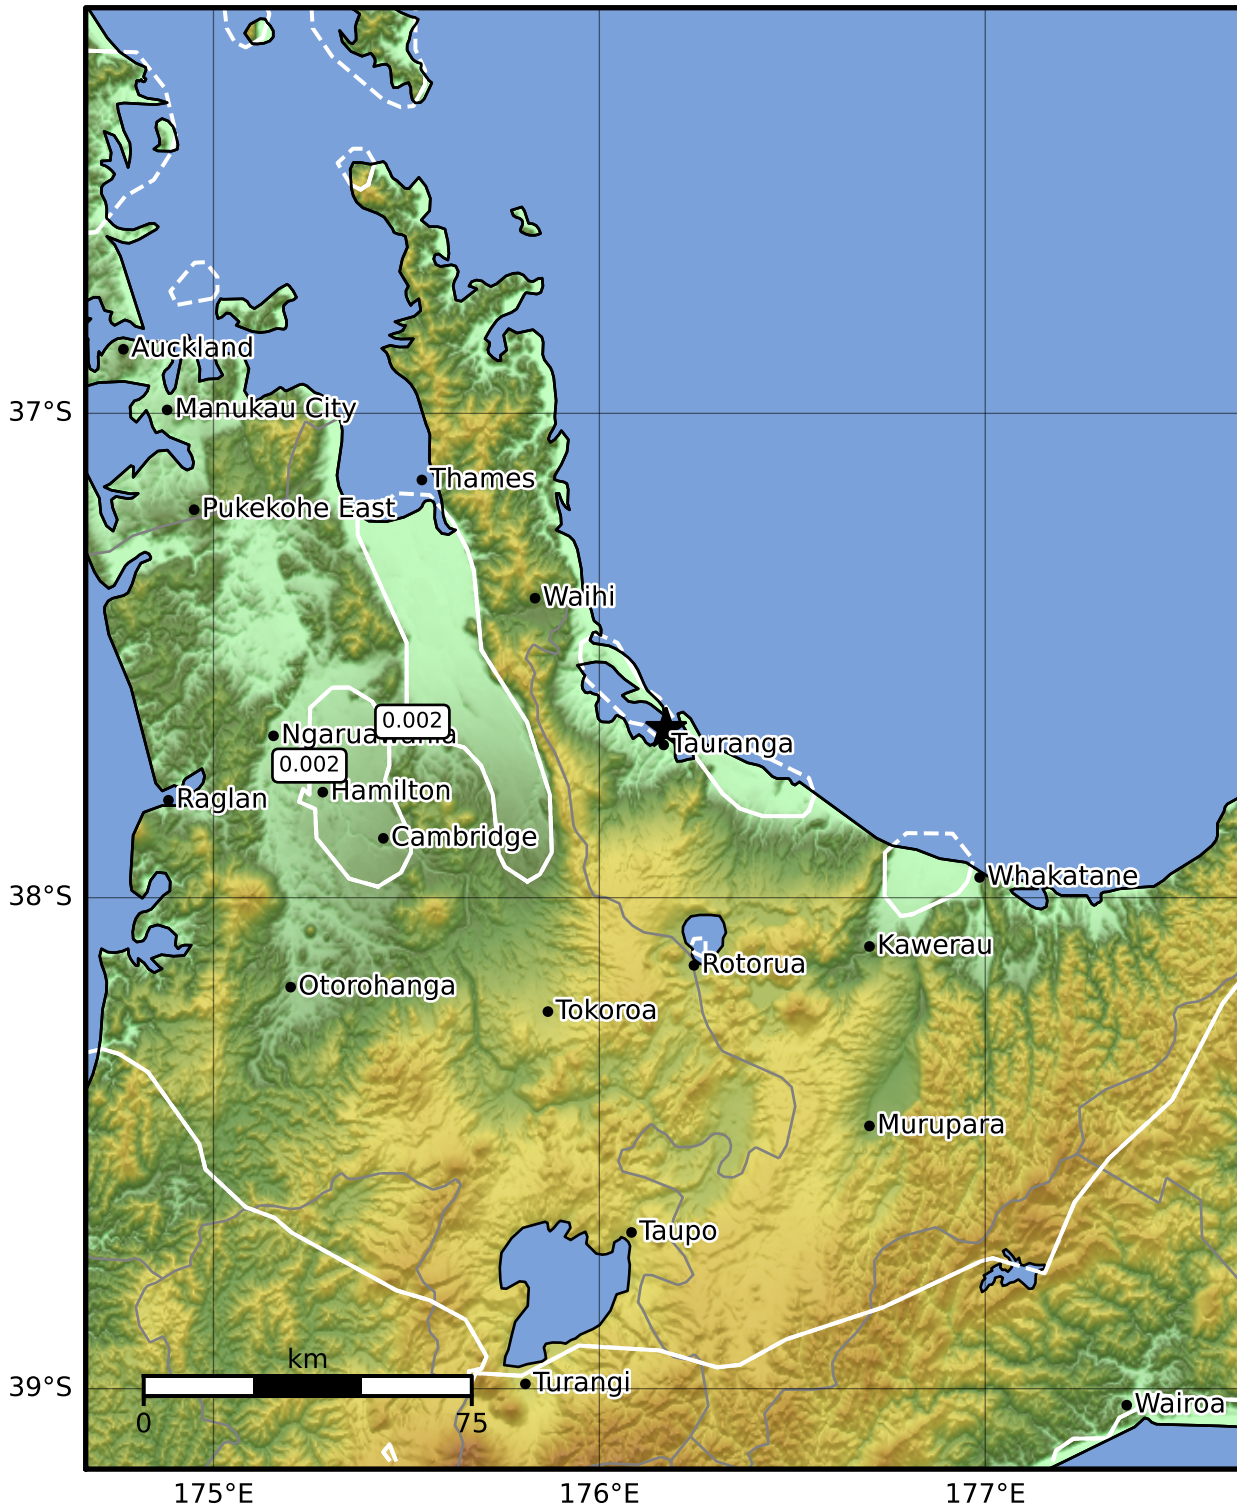 Auckland
Manukau City
37°S
Thames
Pukekohe East
Waihi
0.002
Ngaruawahia
Tauranga
0.002
Hamilton
Raglan
Cambridge
Whakatane
38°S
Kawerau
Rotorua
Otorohanga
Tokoroa
Murupara
Taupo
km
Turangi
39°S
Wairoa
0
75
175°E
176°E
177°E